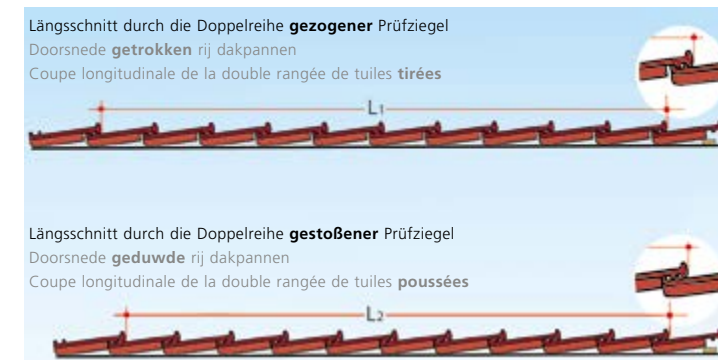 Längsschnitt durch die Doppelreihe gezogener Prüfziegel
Doorsnede getrokken rij dakpannen
Coupe longitudinale de la double rangée de tuiles tirées
L1
Längsschnitt durch die Doppelreihe gestoßener Prüfziegel
Doorsnede geduwde rij dakpannen
Coupe longitudinale de la double rangée de tuiles poussées
L2